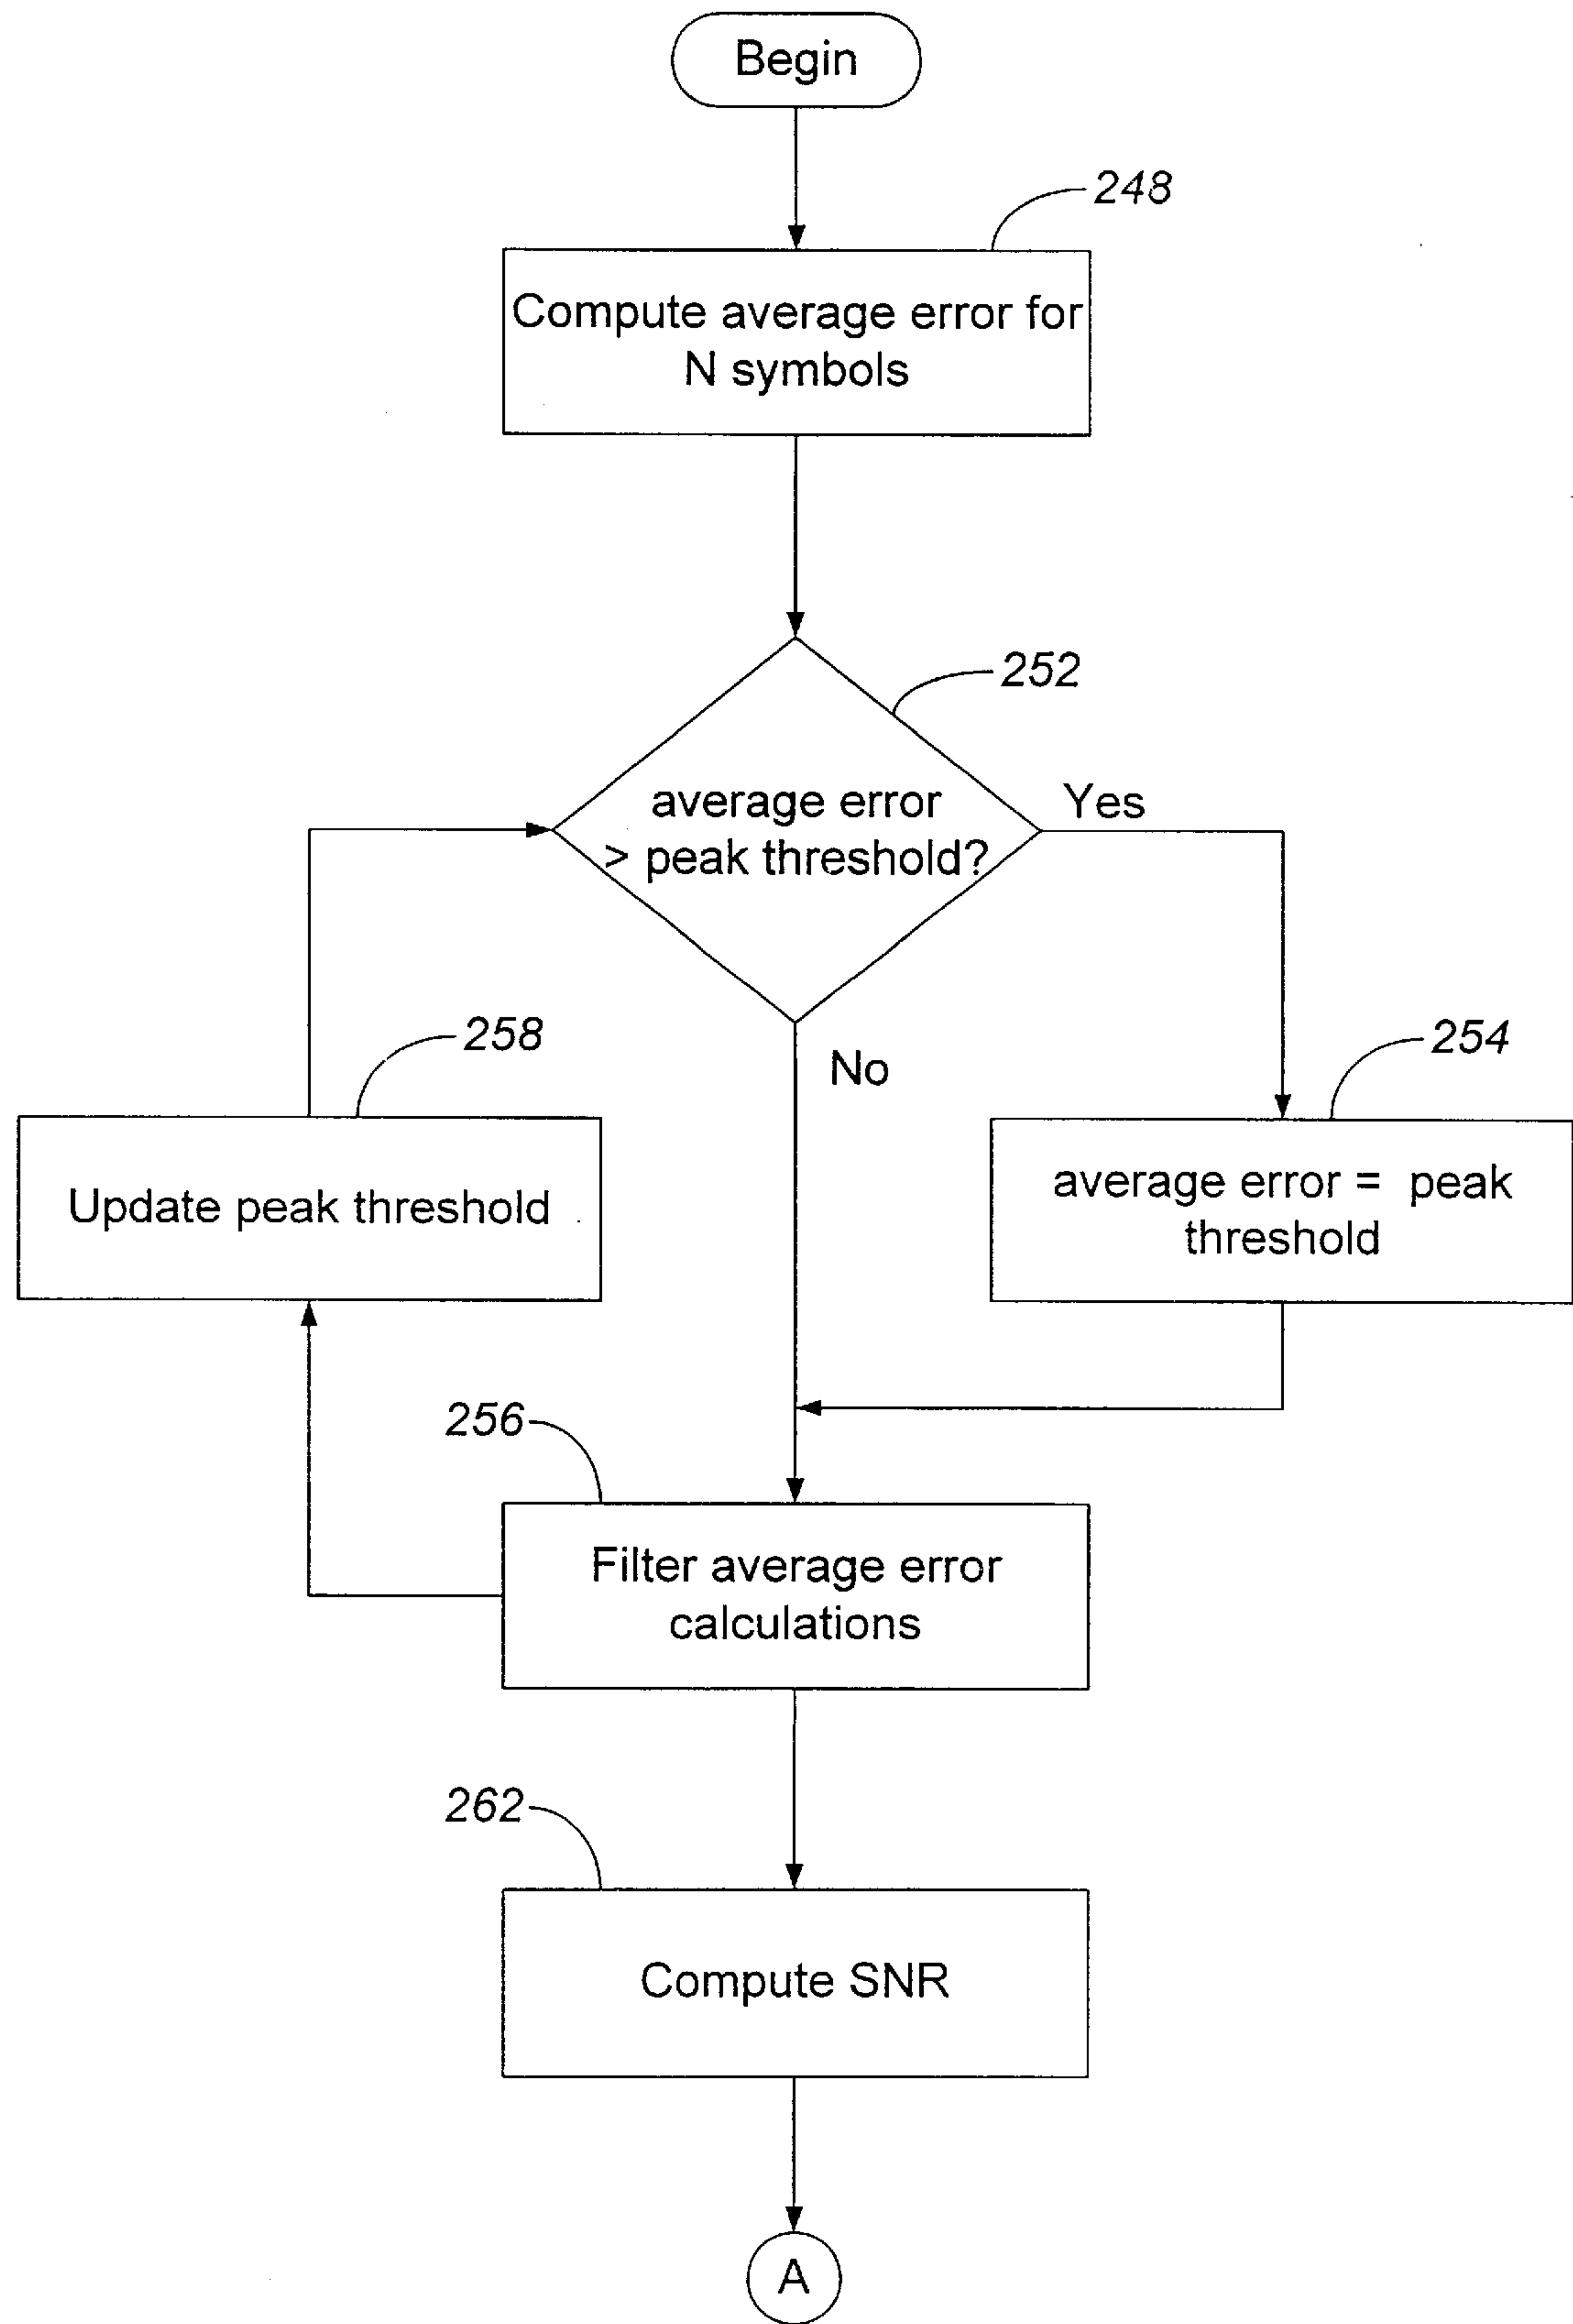 Begin
248
Compute average error for
N symbols
252
average error
> peak threshold?
Yes
No
258
254
Update peak threshold
average error = peak
threshold
256
Filter average error
calculations
262
Compute SNR
A